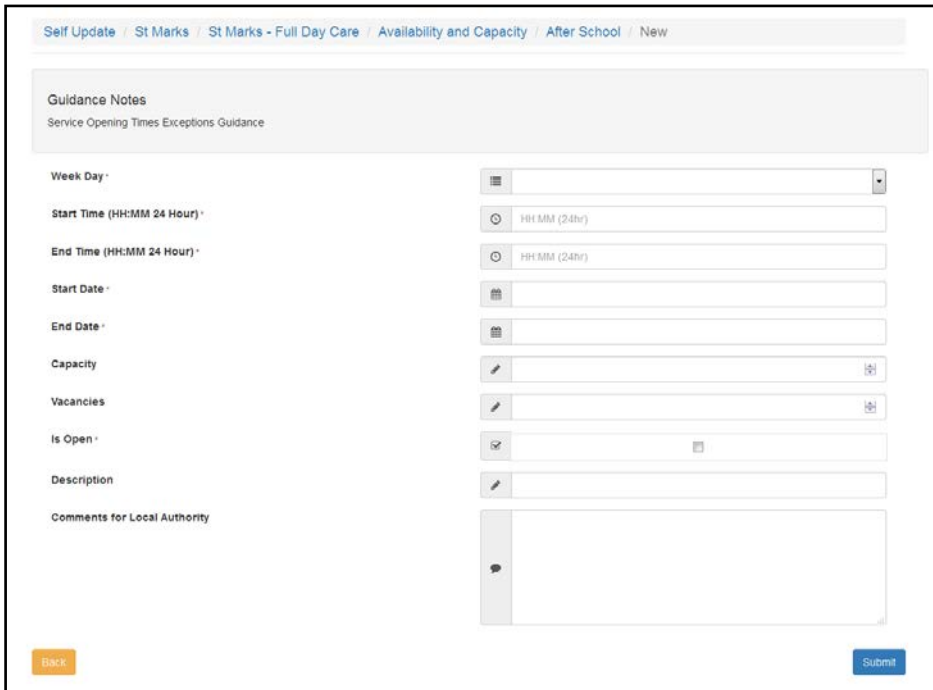 Self Update / St Marks / St Marks - Full Day Care / Availability and Capacity / After School / New
Guidance Notes
Service Opening Times Exceptions Guidance
Week Day *
Start Time (HH:MM 24 Hour) *
HH:MM (24hr)
End Time (HH:MM 24 Hour) *
HH:MM (24hr)
Start Date *
End Date *
Capacity
Vacancies
Is Open *
Description
Comments for Local Authority
Back
Submit